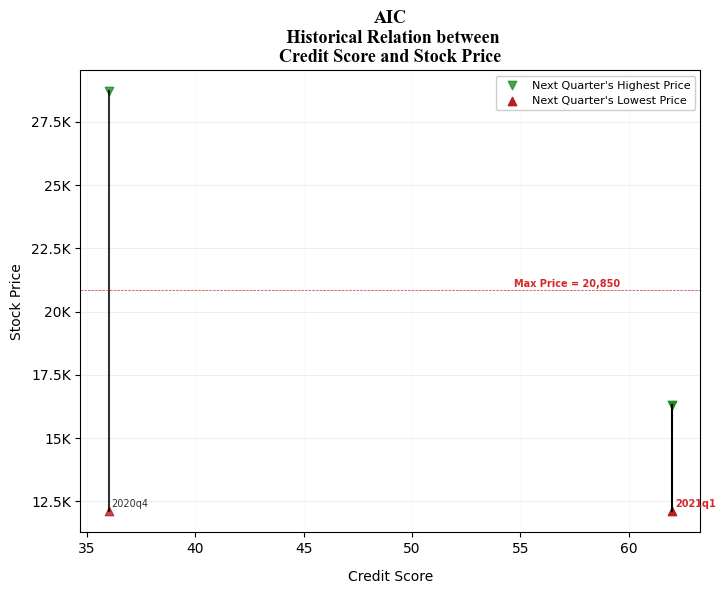 AIC
Historical Relation between
Credit Score and Stock Price
Next Quarter's Highest Price
Next Quarter's Lowest Price
Stock Price
27.5K
25K
22.5K
20K
17.5K
15K
12.5K
Max Price = 20,850
2020q4
2021q1
35
40
45
50
55
60
Credit Score